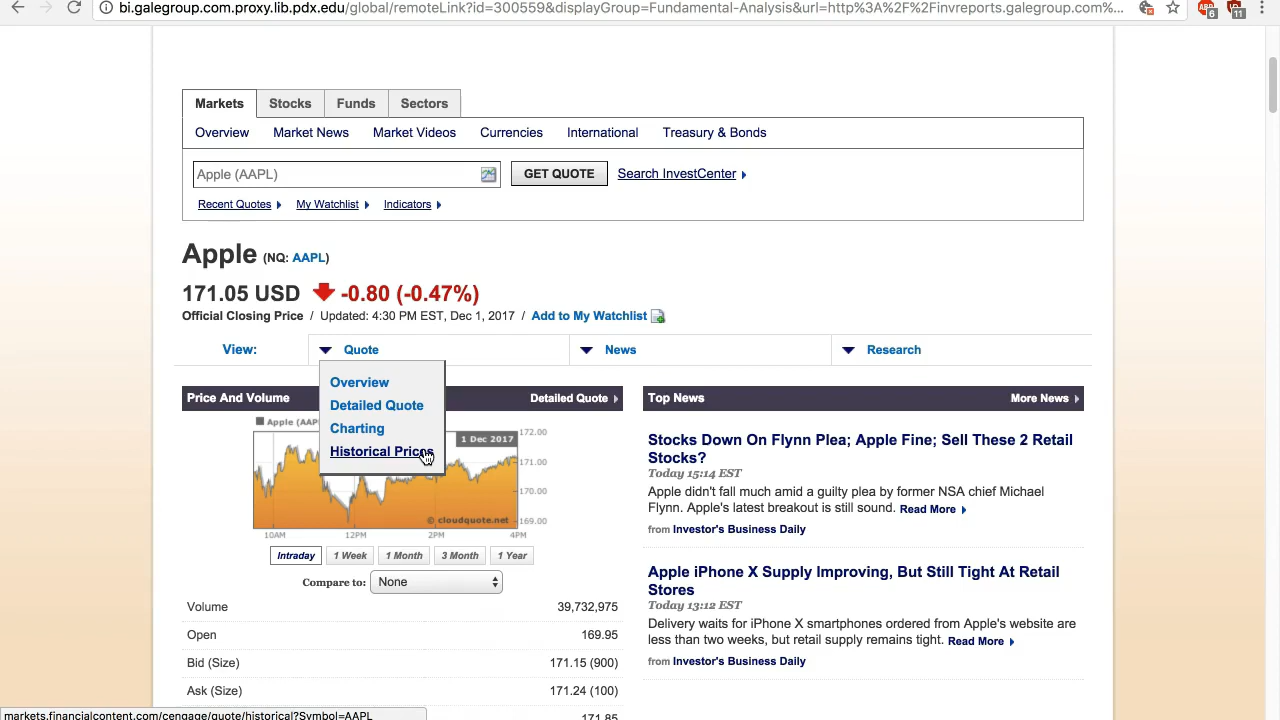 bi.galegroup.com.proxy.lib.pdx.edu/global/remoteLink?id=300559&displayGroup=Fundamental-Analysis&url=http%3A%2F%2Finvreports.galegroup.com%...
6
11
Markets Stocks Funds Sectors
Overview Market News Market Videos Currencies International Treasury & Bonds
Apple (AAPL) GET QUOTE Search InvestCenter
Recent Quotes My Watchlist Indicators
Apple (NQ: AAPL)
171.05 USD -0.80 (-0.47%)
Official Closing Price / Updated: 4:30 PM EST, Dec 1, 2017 / Add to My Watchlist
View: Quote News Research
Overview
Detailed Quote
Charting
Historical Prices
Price And Volume Detailed Quote
Apple (AAP
1 Dec 2017
172.00
171.00
170.00
169.00
© cloudquote.net
10AM 12PM 2PM 4PM
Intraday 1 Week 1 Month 3 Month 1 Year
Compare to: None
Volume 39,732,975
Open 169.95
Bid (Size) 171.15 (900)
Ask (Size) 171.24 (100)
171.85
Top News More News
Stocks Down On Flynn Plea; Apple Fine; Sell These 2 Retail
Stocks?
Today 15:14 EST
Apple didn't fall much amid a guilty plea by former NSA chief Michael
Flynn. Apple's latest breakout is still sound. Read More
from Investor's Business Daily
Apple iPhone X Supply Improving, But Still Tight At Retail
Stores
Today 13:12 EST
Delivery waits for iPhone X smartphones ordered from Apple's website are
less than two weeks, but retail supply remains tight. Read More
from Investor's Business Daily
markets.financialcontent.com/cengage/quote/historical?Symbol=AAPL